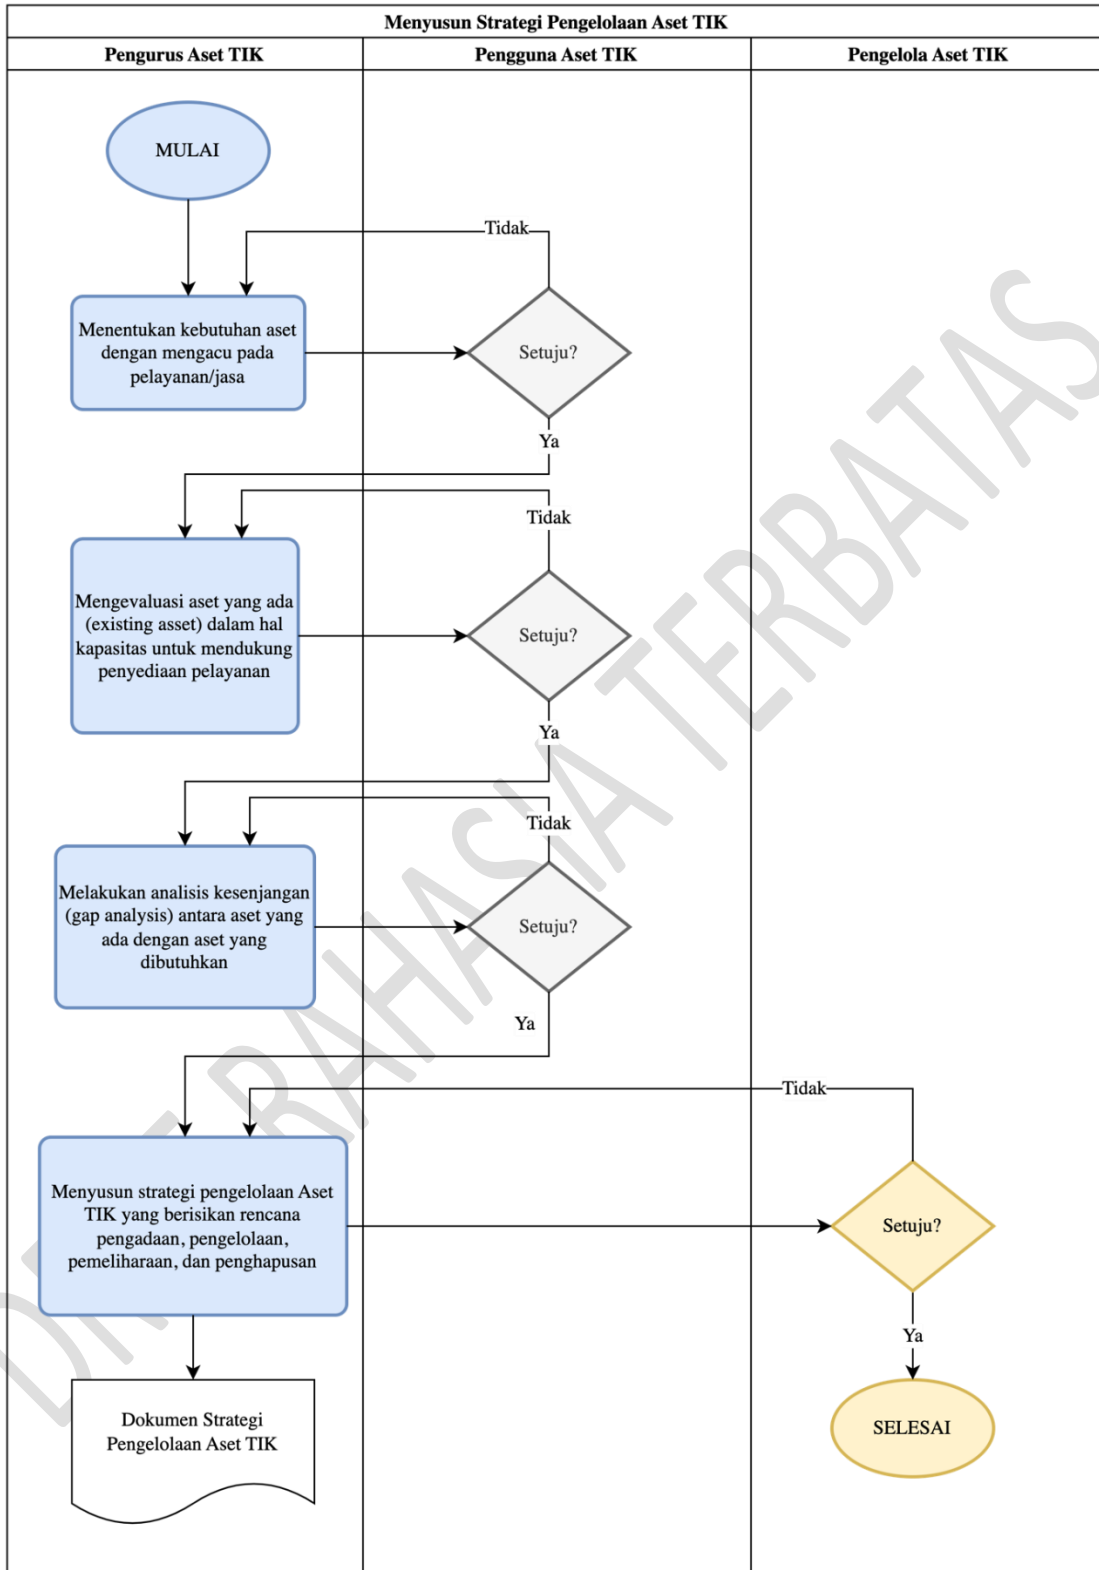 Menyusun Strategi Pengelolaan Aset TIK
Pengurus Aset TIK
Pengguna Aset TIK
Pengelola Aset TIK
MULAI
Tidak
Menentukan kebutuhan aset
dengan mengacu pada
pelayanan/jasa
Setuju?
Ya
Tidak
Mengevaluasi aset yang ada
(existing asset) dalam hal
kapasitas untuk mendukung
penyediaan pelayanan
Setuju?
Ya
Tidak
Melakukan analisis kesenjangan
(gap analysis) antara aset yang
ada dengan aset yang
dibutuhkan
Setuju?
Ya
Tidak
Menyusun strategi pengelolaan Aset
TIK yang berisikan rencana
pengadaan, pengelolaan,
pemeliharaan, dan penghapusan
Setuju?
Ya
Dokumen Strategi
Pengelolaan Aset TIK
SELESAI
RAHASIA TERBATAS